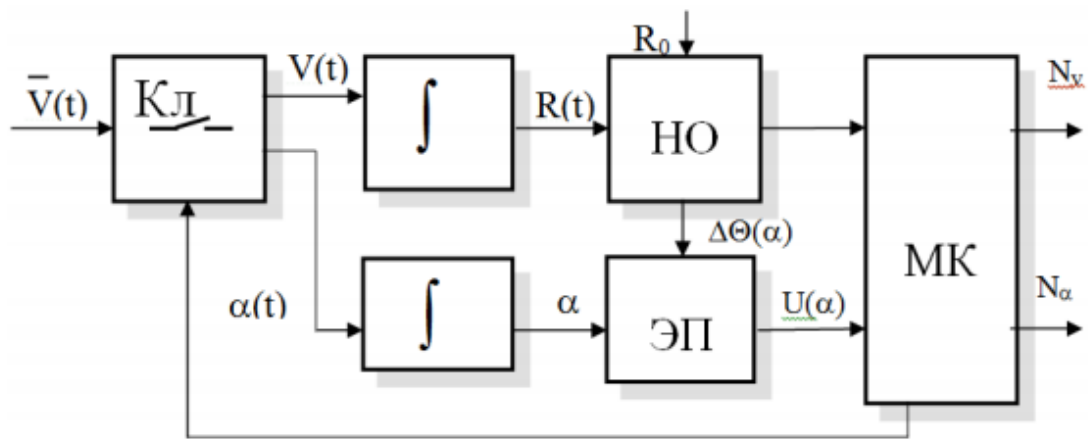 R₀
V̅(t)
Кл
V(t)
∫
R(t)
НО
N_v
ΔΘ(α)
МК
α(t)
∫
α
ЭП
U(α)
N_α